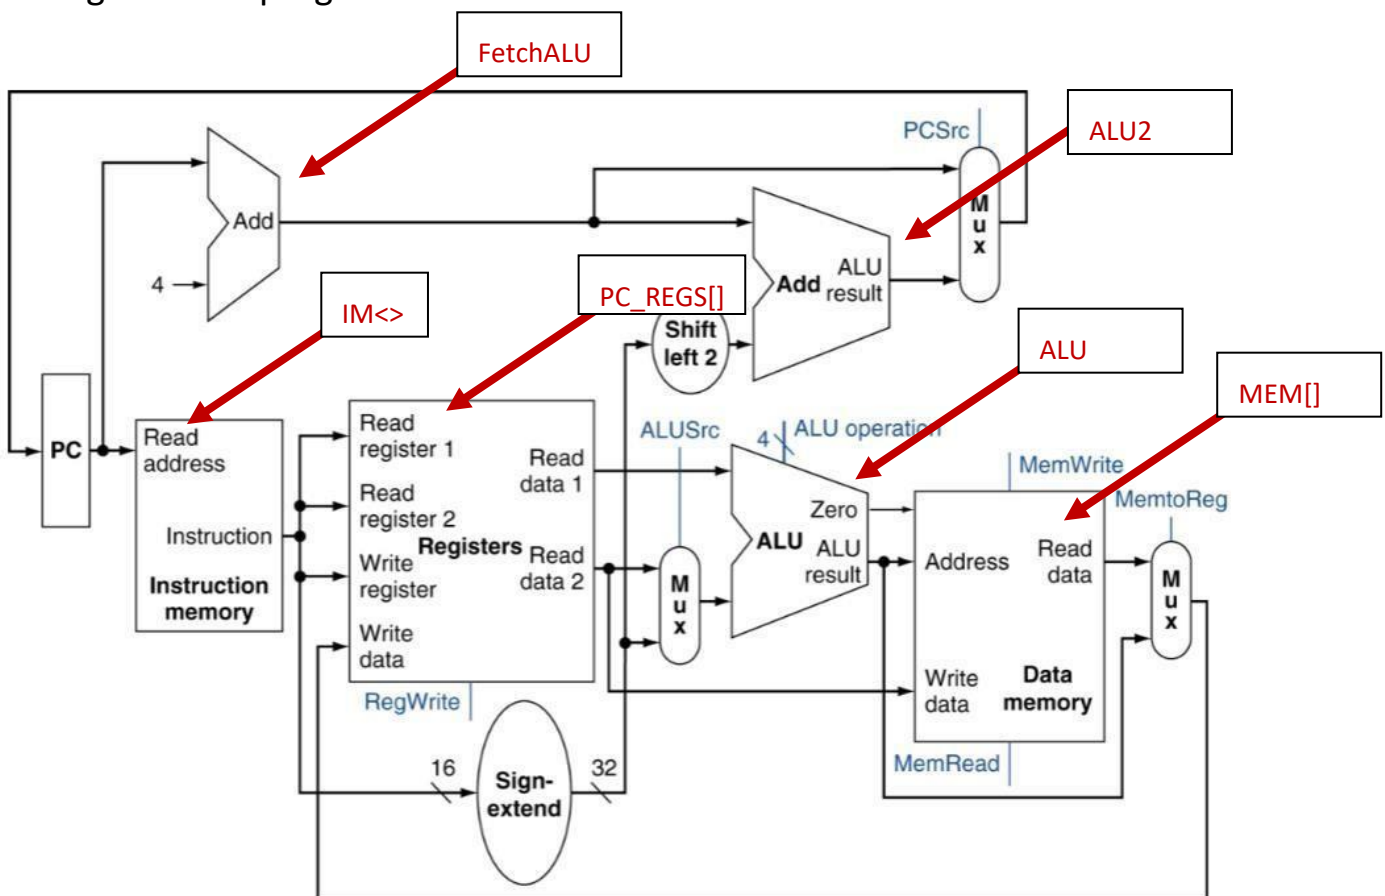 FetchALU
PCSrc
ALU2
Add
4
IM<>
PC_REGS[]
Add
ALU
result
M
u
x
Shift
left 2
ALU
MEM[]
PC
Read
address
Instruction
Instruction
memory
Read
register 1
Read
register 2
Write
register
Write
data
Registers
Read
data 1
Read
data 2
RegWrite
ALUSrc
M
u
x
4
ALU operation
Zero
ALU
ALU
result
MemWrite
Address
Read
data
Write
data
Data
memory
MemRead
MemtoReg
M
u
x
16
Sign-
extend
32